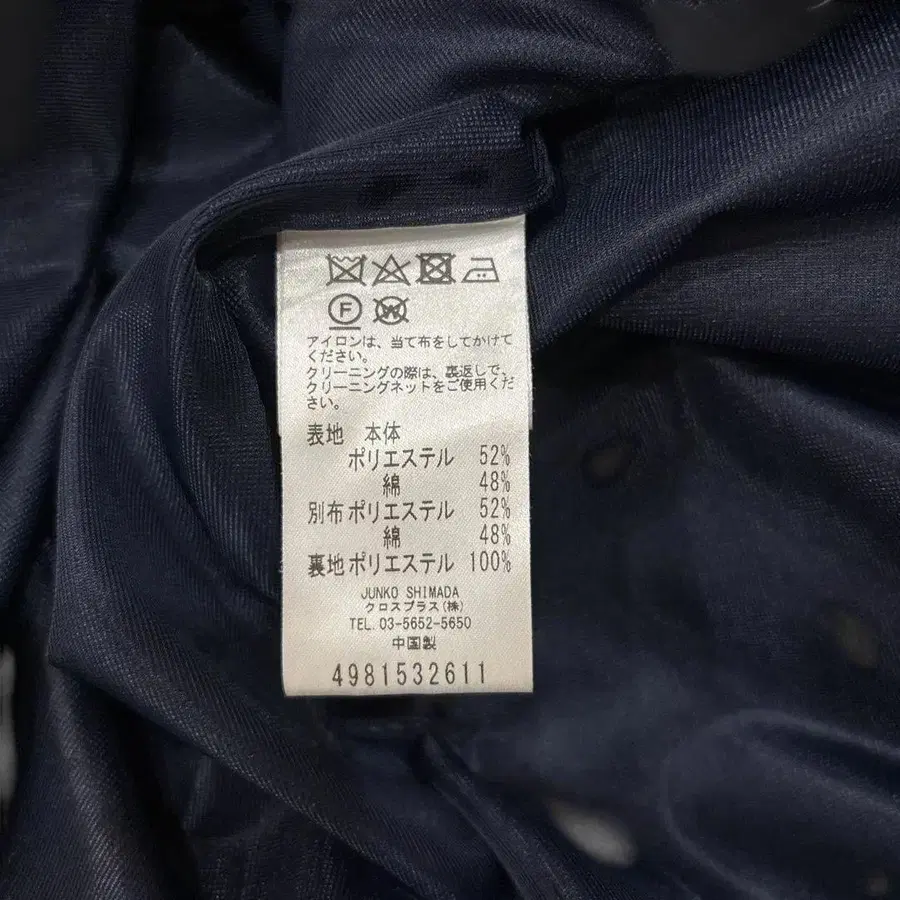 F W
アイロンは、当て布をしてかけて
ください。
クリーニングの際は、裏返しで、
クリーニングネットをご使用くだ
さい。
表地 本体
ポリエステル 52%
綿 48%
別布 ポリエステル 52%
綿 48%
裏地 ポリエステル 100%
JUNKO SHIMADA
クロスプラス(株)
TEL. 03-5652-5650
中国製
4981532611